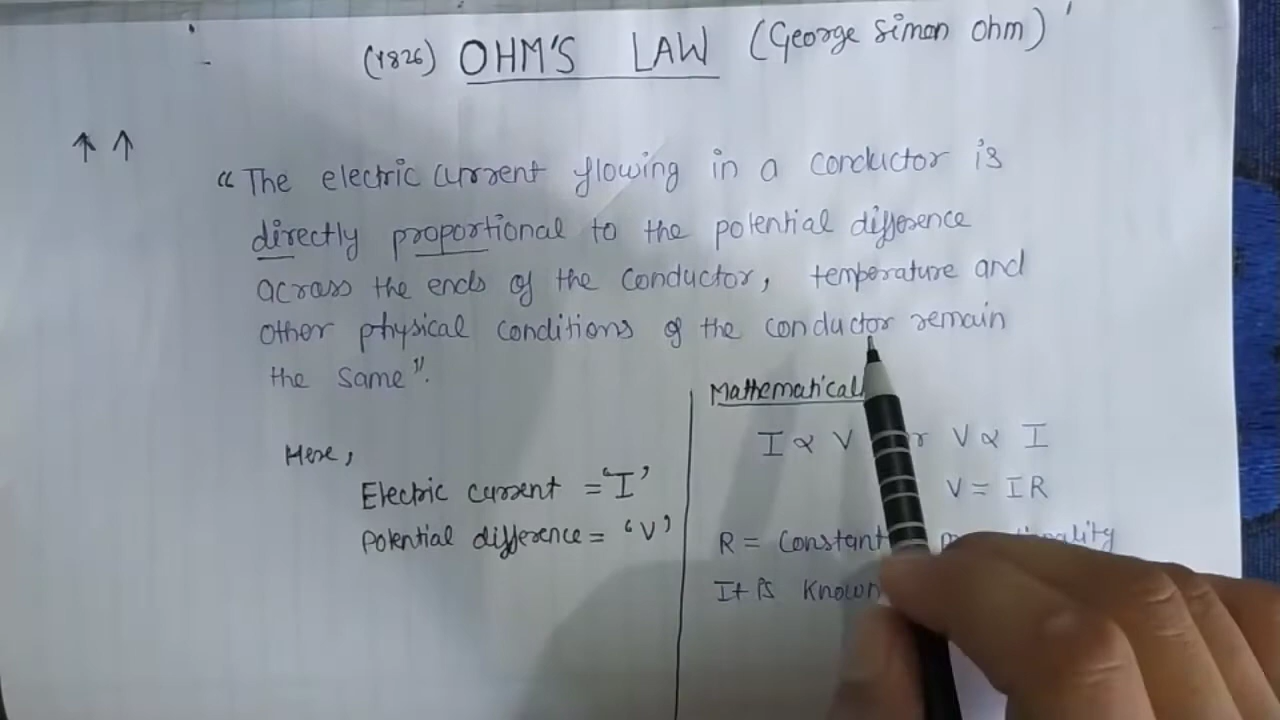 (1826) OHM'S LAW (George Simon Ohm)
↑ ↑
"The electric current flowing in a conductor is
directly proportional to the potential difference
across the ends of the conductor, temperature and
other physical conditions of the conductor remain
the same".
Here,
Electric current = 'I'
Potential difference = 'V'
Mathematical
I ∝ V V ∝ I
V = IR
R = Constant
It is known